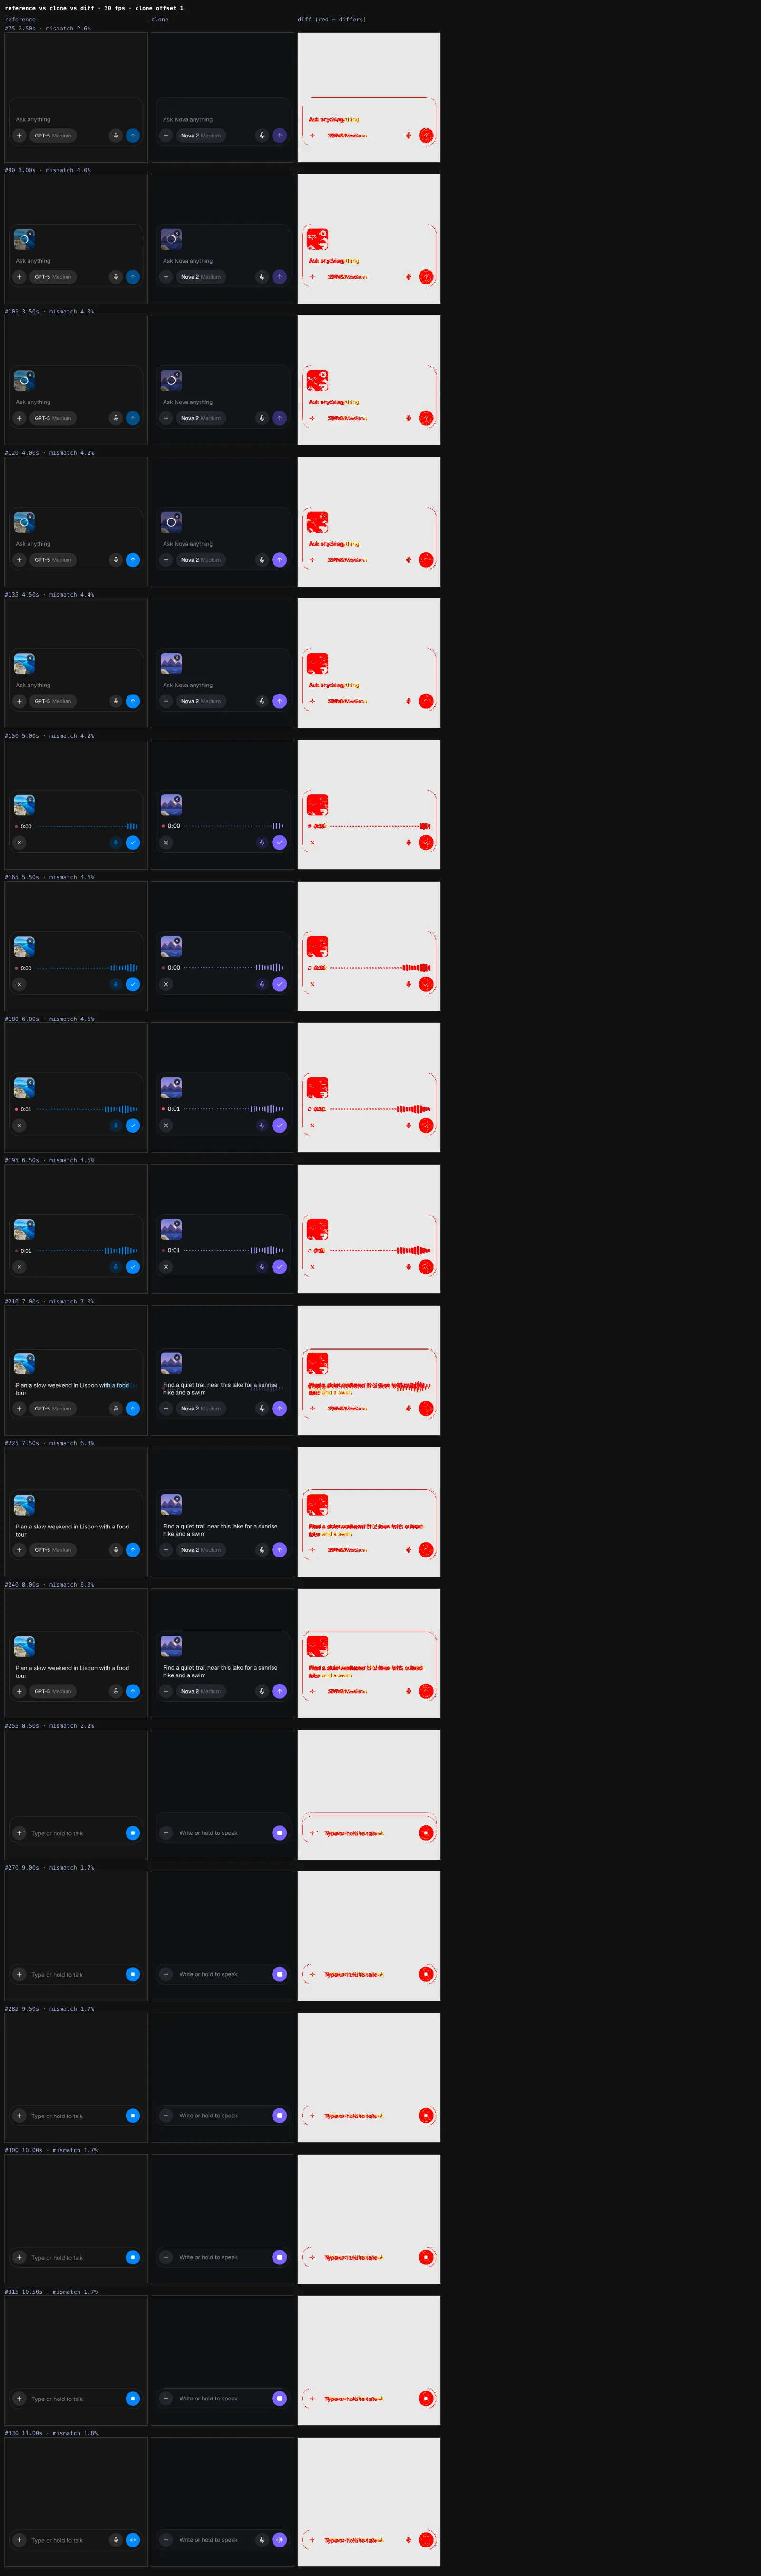 reference vs clone vs diff · 30 fps · clone offset 1
reference clone diff (red = differs)
#75 2.50s · mismatch 2.6%
Ask anything Ask Nova anything
GPT-5 Medium Nova 2 Medium
#90 3.00s · mismatch 4.0%
Ask anything Ask Nova anything
GPT-5 Medium Nova 2 Medium
#105 3.50s · mismatch 4.0%
Ask anything Ask Nova anything
GPT-5 Medium Nova 2 Medium
#120 4.00s · mismatch 4.2%
Ask anything Ask Nova anything
GPT-5 Medium Nova 2 Medium
#135 4.50s · mismatch 4.4%
Ask anything Ask Nova anything
GPT-5 Medium Nova 2 Medium
#150 5.00s · mismatch 4.2%
0:00 0:00
#165 5.50s · mismatch 4.6%
0:00 0:00
#180 6.00s · mismatch 4.6%
0:01 0:01
#195 6.50s · mismatch 4.6%
0:01 0:01
#210 7.00s · mismatch 7.0%
Plan a slow weekend in Lisbon with a food Find a quiet trail near this lake for a sunrise
tour hike and a swim
GPT-5 Medium Nova 2 Medium
#225 7.50s · mismatch 6.3%
Plan a slow weekend in Lisbon with a food Find a quiet trail near this lake for a sunrise
tour hike and a swim
GPT-5 Medium Nova 2 Medium
#240 8.00s · mismatch 6.0%
Plan a slow weekend in Lisbon with a food Find a quiet trail near this lake for a sunrise
tour hike and a swim
GPT-5 Medium Nova 2 Medium
#255 8.50s · mismatch 2.2%
Type or hold to talk Write or hold to speak
#270 9.00s · mismatch 1.7%
Type or hold to talk Write or hold to speak
#285 9.50s · mismatch 1.7%
Type or hold to talk Write or hold to speak
#300 10.00s · mismatch 1.7%
Type or hold to talk Write or hold to speak
#315 10.50s · mismatch 1.7%
Type or hold to talk Write or hold to speak
#330 11.00s · mismatch 1.8%
Type or hold to talk Write or hold to speak